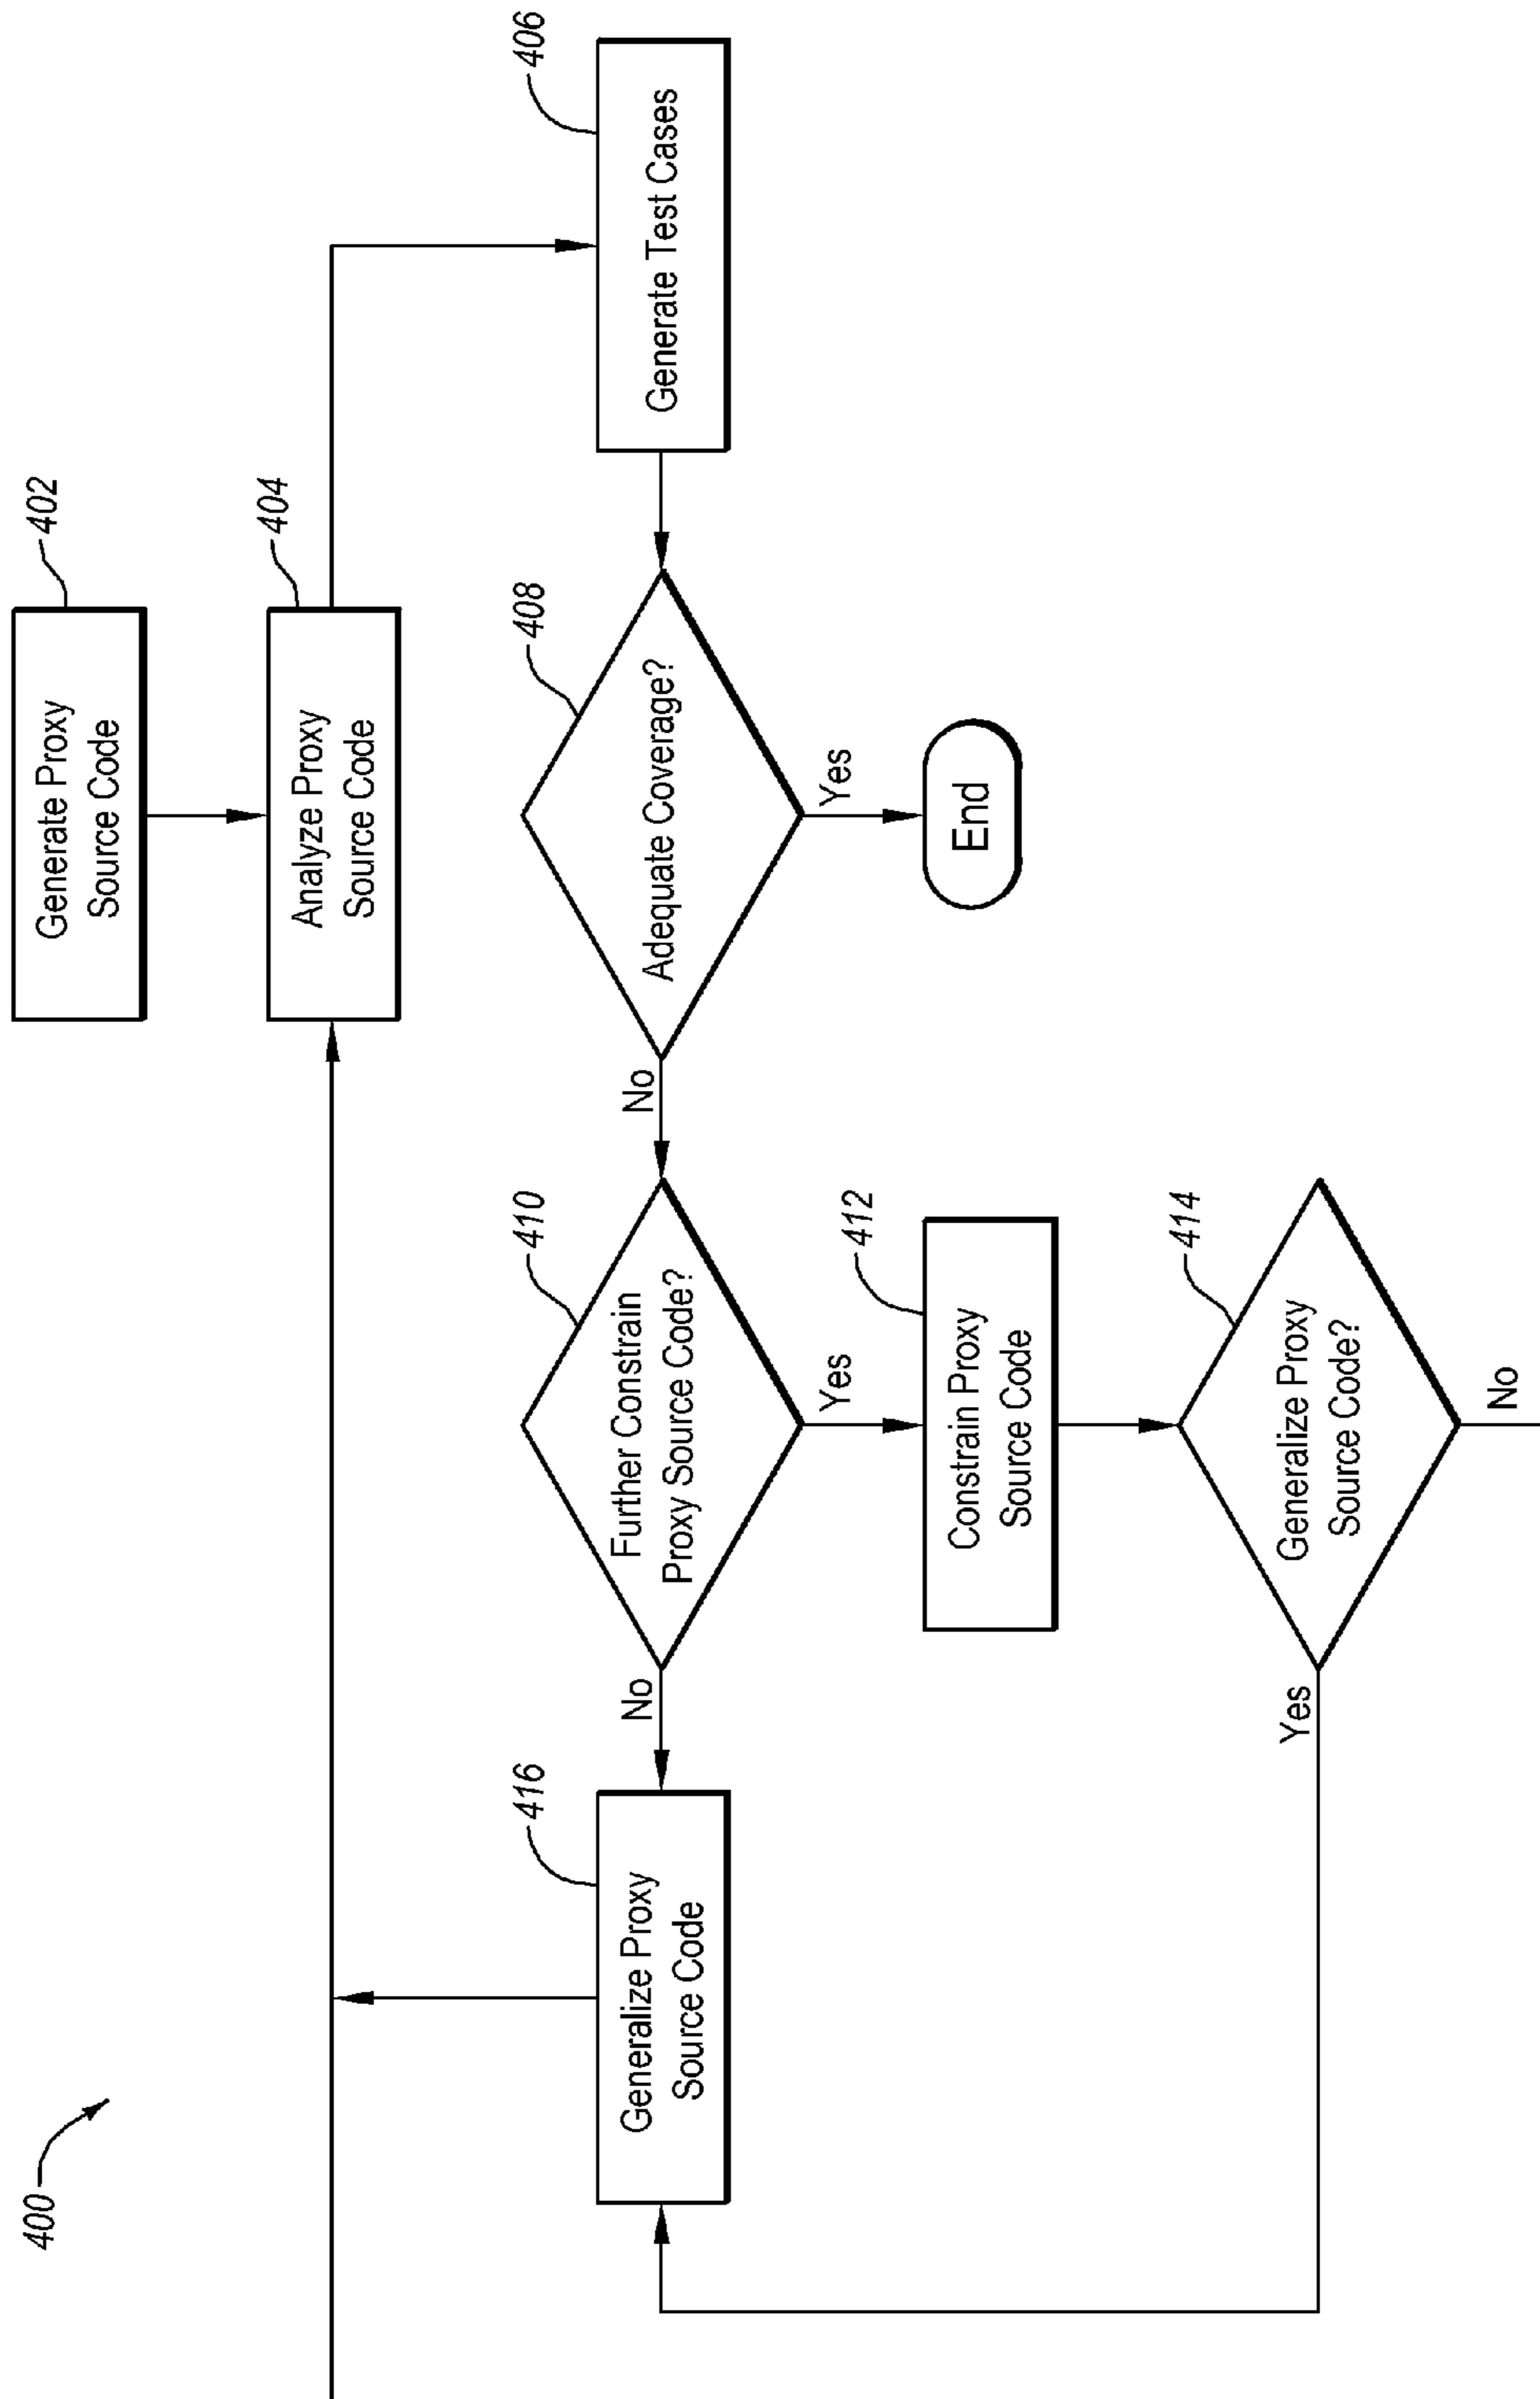 400
Generate Proxy
Source Code
402
Analyze Proxy
Source Code
404
Generate Test Cases
406
Adequate Coverage?
408
Yes
End
No
Further Constrain
Proxy Source Code?
410
Yes
No
Constrain Proxy
Source Code
412
Generalize Proxy
Source Code?
414
Yes
No
Generalize Proxy
Source Code
416